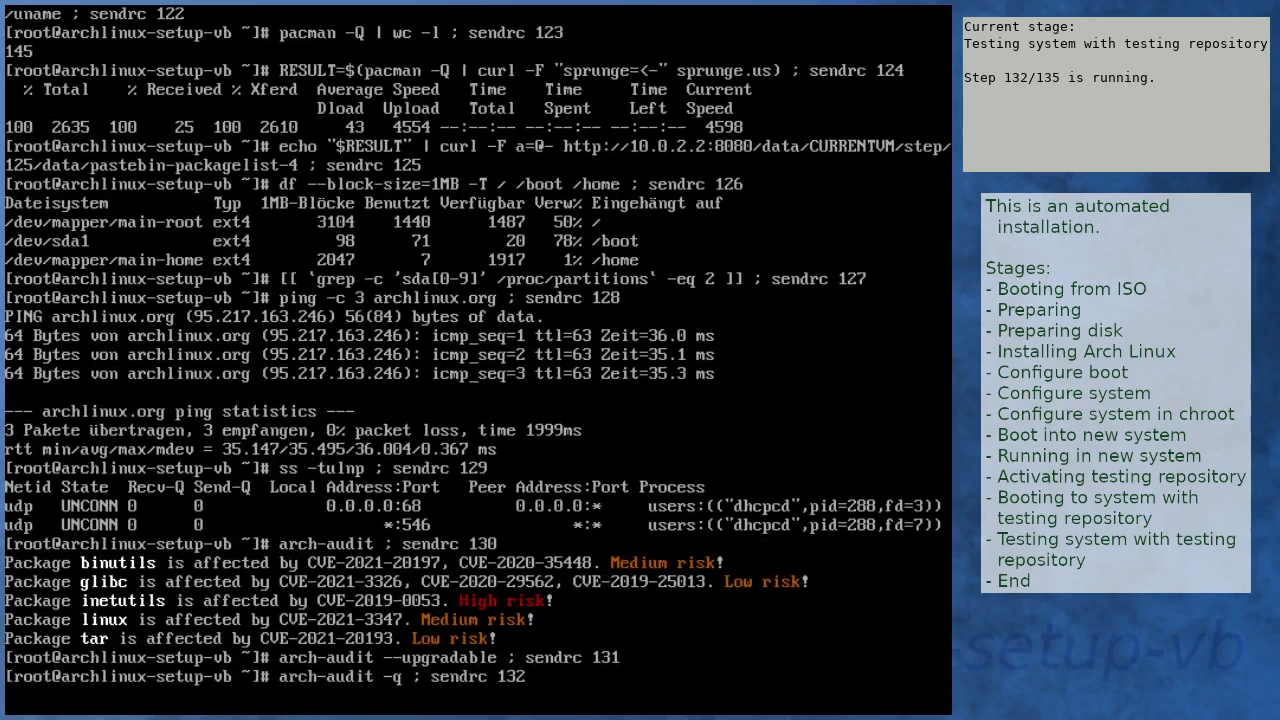 /uname ; sendrc 122
[root@archlinux-setup-vb ~]# pacman -Q | wc -l ; sendrc 123
145
[root@archlinux-setup-vb ~]# RESULT=$(pacman -Q | curl -F "sprunge=<-" sprunge.us) ; sendrc 124
  % Total    % Received % Xferd  Average Speed   Time    Time     Time  Current
                                 Dload  Upload   Total   Spent    Left  Speed
100  2635  100    25  100  2610     43   4554 --:--:-- --:--:-- --:--:--  4598
[root@archlinux-setup-vb ~]# echo "$RESULT" | curl -F a=@- http://10.0.2.2:8080/data/CURRENTVM/step/
125/data/pastebin-packagelist-4 ; sendrc 125
[root@archlinux-setup-vb ~]# df --block-size=1MB -T / /boot /home ; sendrc 126
Dateisystem           Typ  1MB-Blöcke Benutzt Verfügbar Verw% Eingehängt auf
/dev/mapper/main-root ext4       3104    1440      1487   50% /
/dev/sda1             ext4         98      71        20   78% /boot
/dev/mapper/main-home ext4       2047       7      1917    1% /home
[root@archlinux-setup-vb ~]# [[ `grep -c 'sda[0-9]' /proc/partitions` -eq 2 ]] ; sendrc 127
[root@archlinux-setup-vb ~]# ping -c 3 archlinux.org ; sendrc 128
PING archlinux.org (95.217.163.246) 56(84) bytes of data.
64 Bytes von archlinux.org (95.217.163.246): icmp_seq=1 ttl=63 Zeit=36.0 ms
64 Bytes von archlinux.org (95.217.163.246): icmp_seq=2 ttl=63 Zeit=35.1 ms
64 Bytes von archlinux.org (95.217.163.246): icmp_seq=3 ttl=63 Zeit=35.3 ms
--- archlinux.org ping statistics ---
3 Pakete übertragen, 3 empfangen, 0% packet loss, time 1999ms
rtt min/avg/max/mdev = 35.147/35.495/36.004/0.367 ms
[root@archlinux-setup-vb ~]# ss -tulnp ; sendrc 129
Netid State  Recv-Q Send-Q  Local Address:Port   Peer Address:Port Process
udp   UNCONN 0      0             0.0.0.0:68          0.0.0.0:*     users:(("dhcpcd",pid=288,fd=3))
udp   UNCONN 0      0                   *:546               *:*     users:(("dhcpcd",pid=288,fd=7))
[root@archlinux-setup-vb ~]# arch-audit ; sendrc 130
Package binutils is affected by CVE-2021-20197, CVE-2020-35448. Medium risk!
Package glibc is affected by CVE-2021-3326, CVE-2020-29562, CVE-2019-25013. Low risk!
Package inetutils is affected by CVE-2019-0053. High risk!
Package linux is affected by CVE-2021-3347. Medium risk!
Package tar is affected by CVE-2021-20193. Low risk!
[root@archlinux-setup-vb ~]# arch-audit --upgradable ; sendrc 131
[root@archlinux-setup-vb ~]# arch-audit -q ; sendrc 132
Current stage:
Testing system with testing repository
Step 132/135 is running.
This is an automated
installation.
Stages:
- Booting from ISO
- Preparing
- Preparing disk
- Installing Arch Linux
- Configure boot
- Configure system
- Configure system in chroot
- Boot into new system
- Running in new system
- Activating testing repository
- Booting to system with
testing repository
- Testing system with testing
repository
- End
-setup-vb